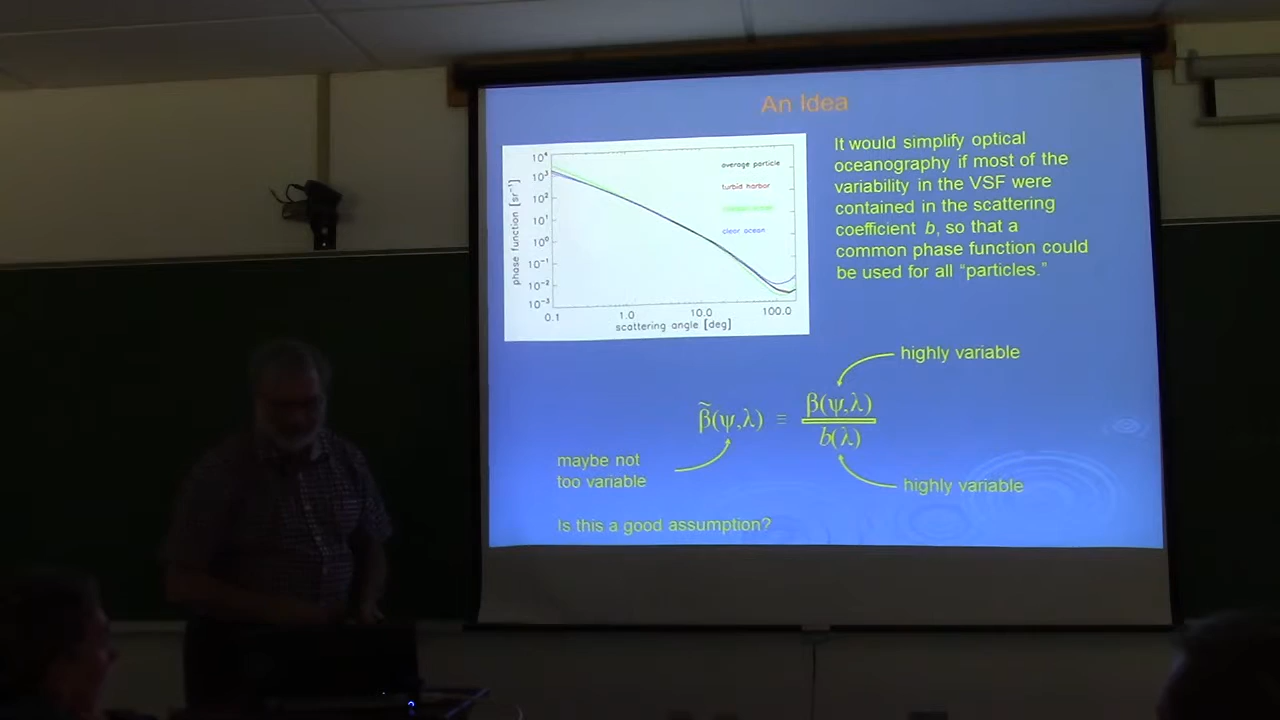 An Idea
It would simplify optical
oceanography if most of the
variability in the VSF were
contained in the scattering
coefficient b, so that a
common phase function could
be used for all “particles.”
phase function [sr⁻¹]
10⁴
10³
10²
10¹
10⁰
10⁻¹
10⁻²
10⁻³
0.1 1.0 10.0 100.0
scattering angle [deg]
average particle
turbid harbor
clear ocean
highly variable
β̃(ψ,λ) ≡ β(ψ,λ)
b(λ)
maybe not
too variable
highly variable
Is this a good assumption?